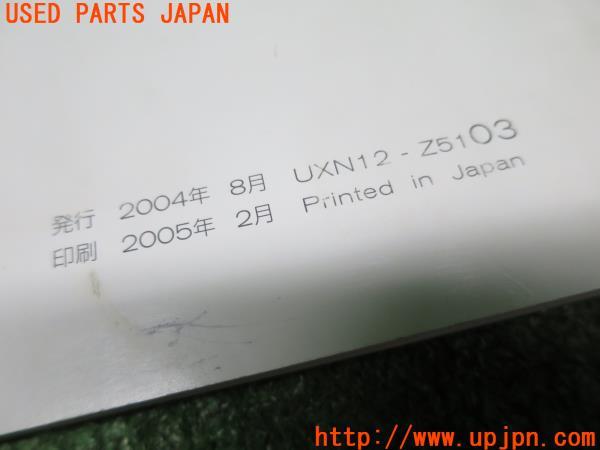 USED PARTS JAPAN
発行 2004年 8月 UXN12 - Z5103
印刷 2005年 2月 Printed in Japan
http://www.upjpn.com/